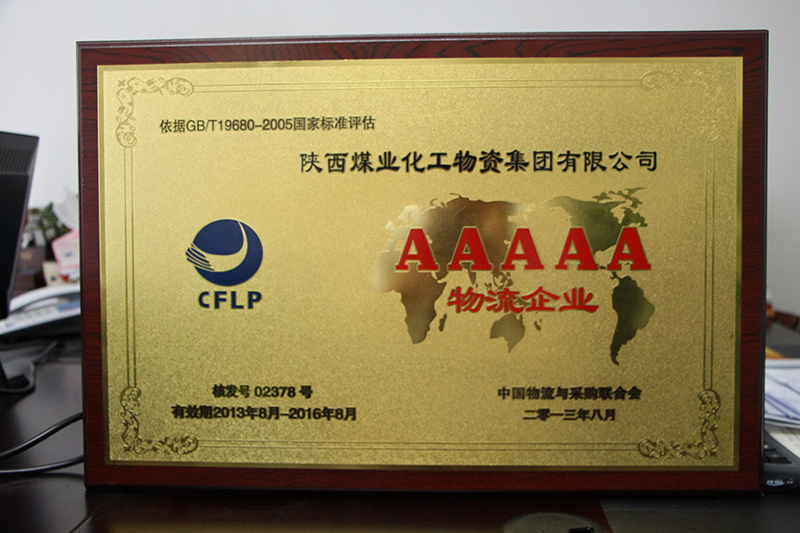 依据GB/T19680-2005国家标准评估
陕西煤业化工物资集团有限公司
CFLP
AAAAA
物流企业
核发号 02378 号
有效期2013年8月-2016年8月
中国物流与采购联合会
二零一三年八月